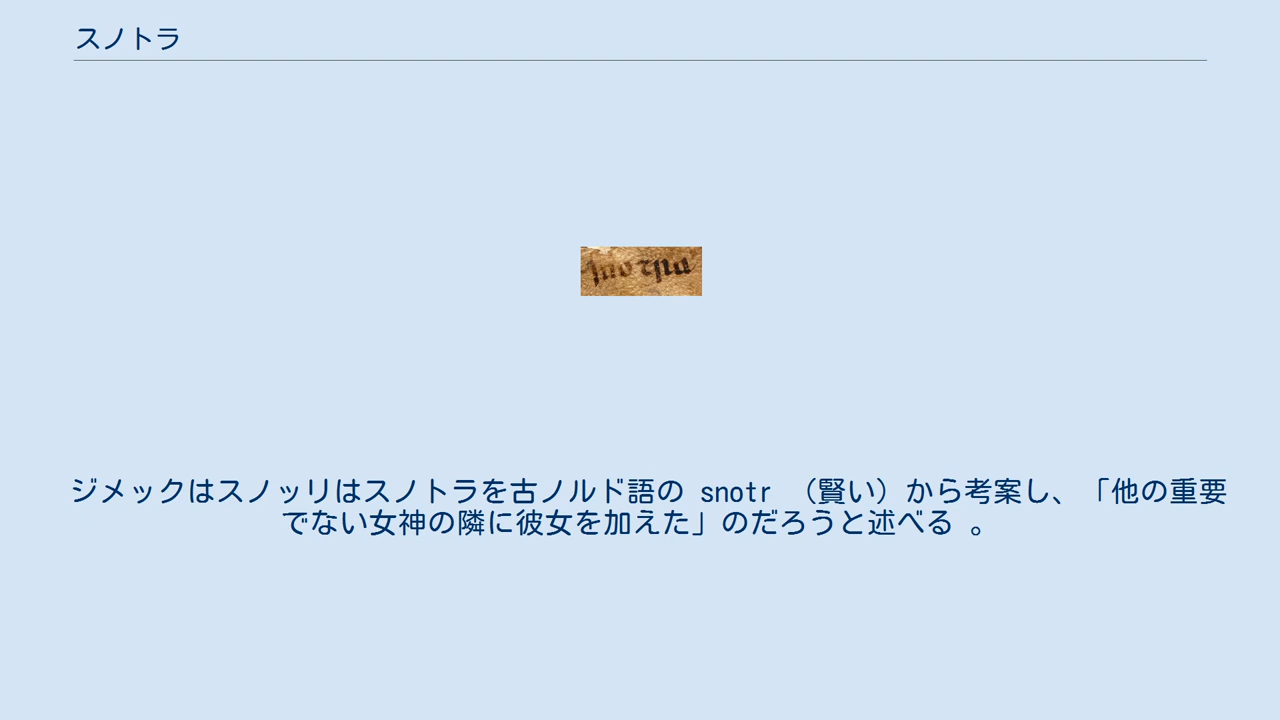 スノトラ
snotra
ジメックはスノッリはスノトラを古ノルド語の snotr （賢い）から考案し、「他の重要
でない女神の隣に彼女を加えた」のだろうと述べる 。